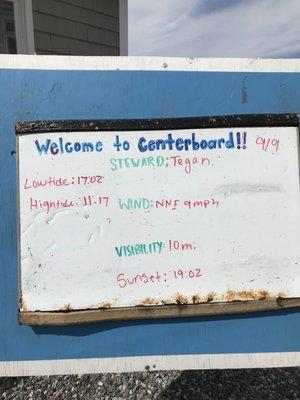 Welcome to Centerboard!! 9/9
STEWARD: Tegan
Lowtide: 17:02
Hightide: 11:17 WIND: NNE 9mph
VISIBILITY: 10mi
Sunset: 19:02